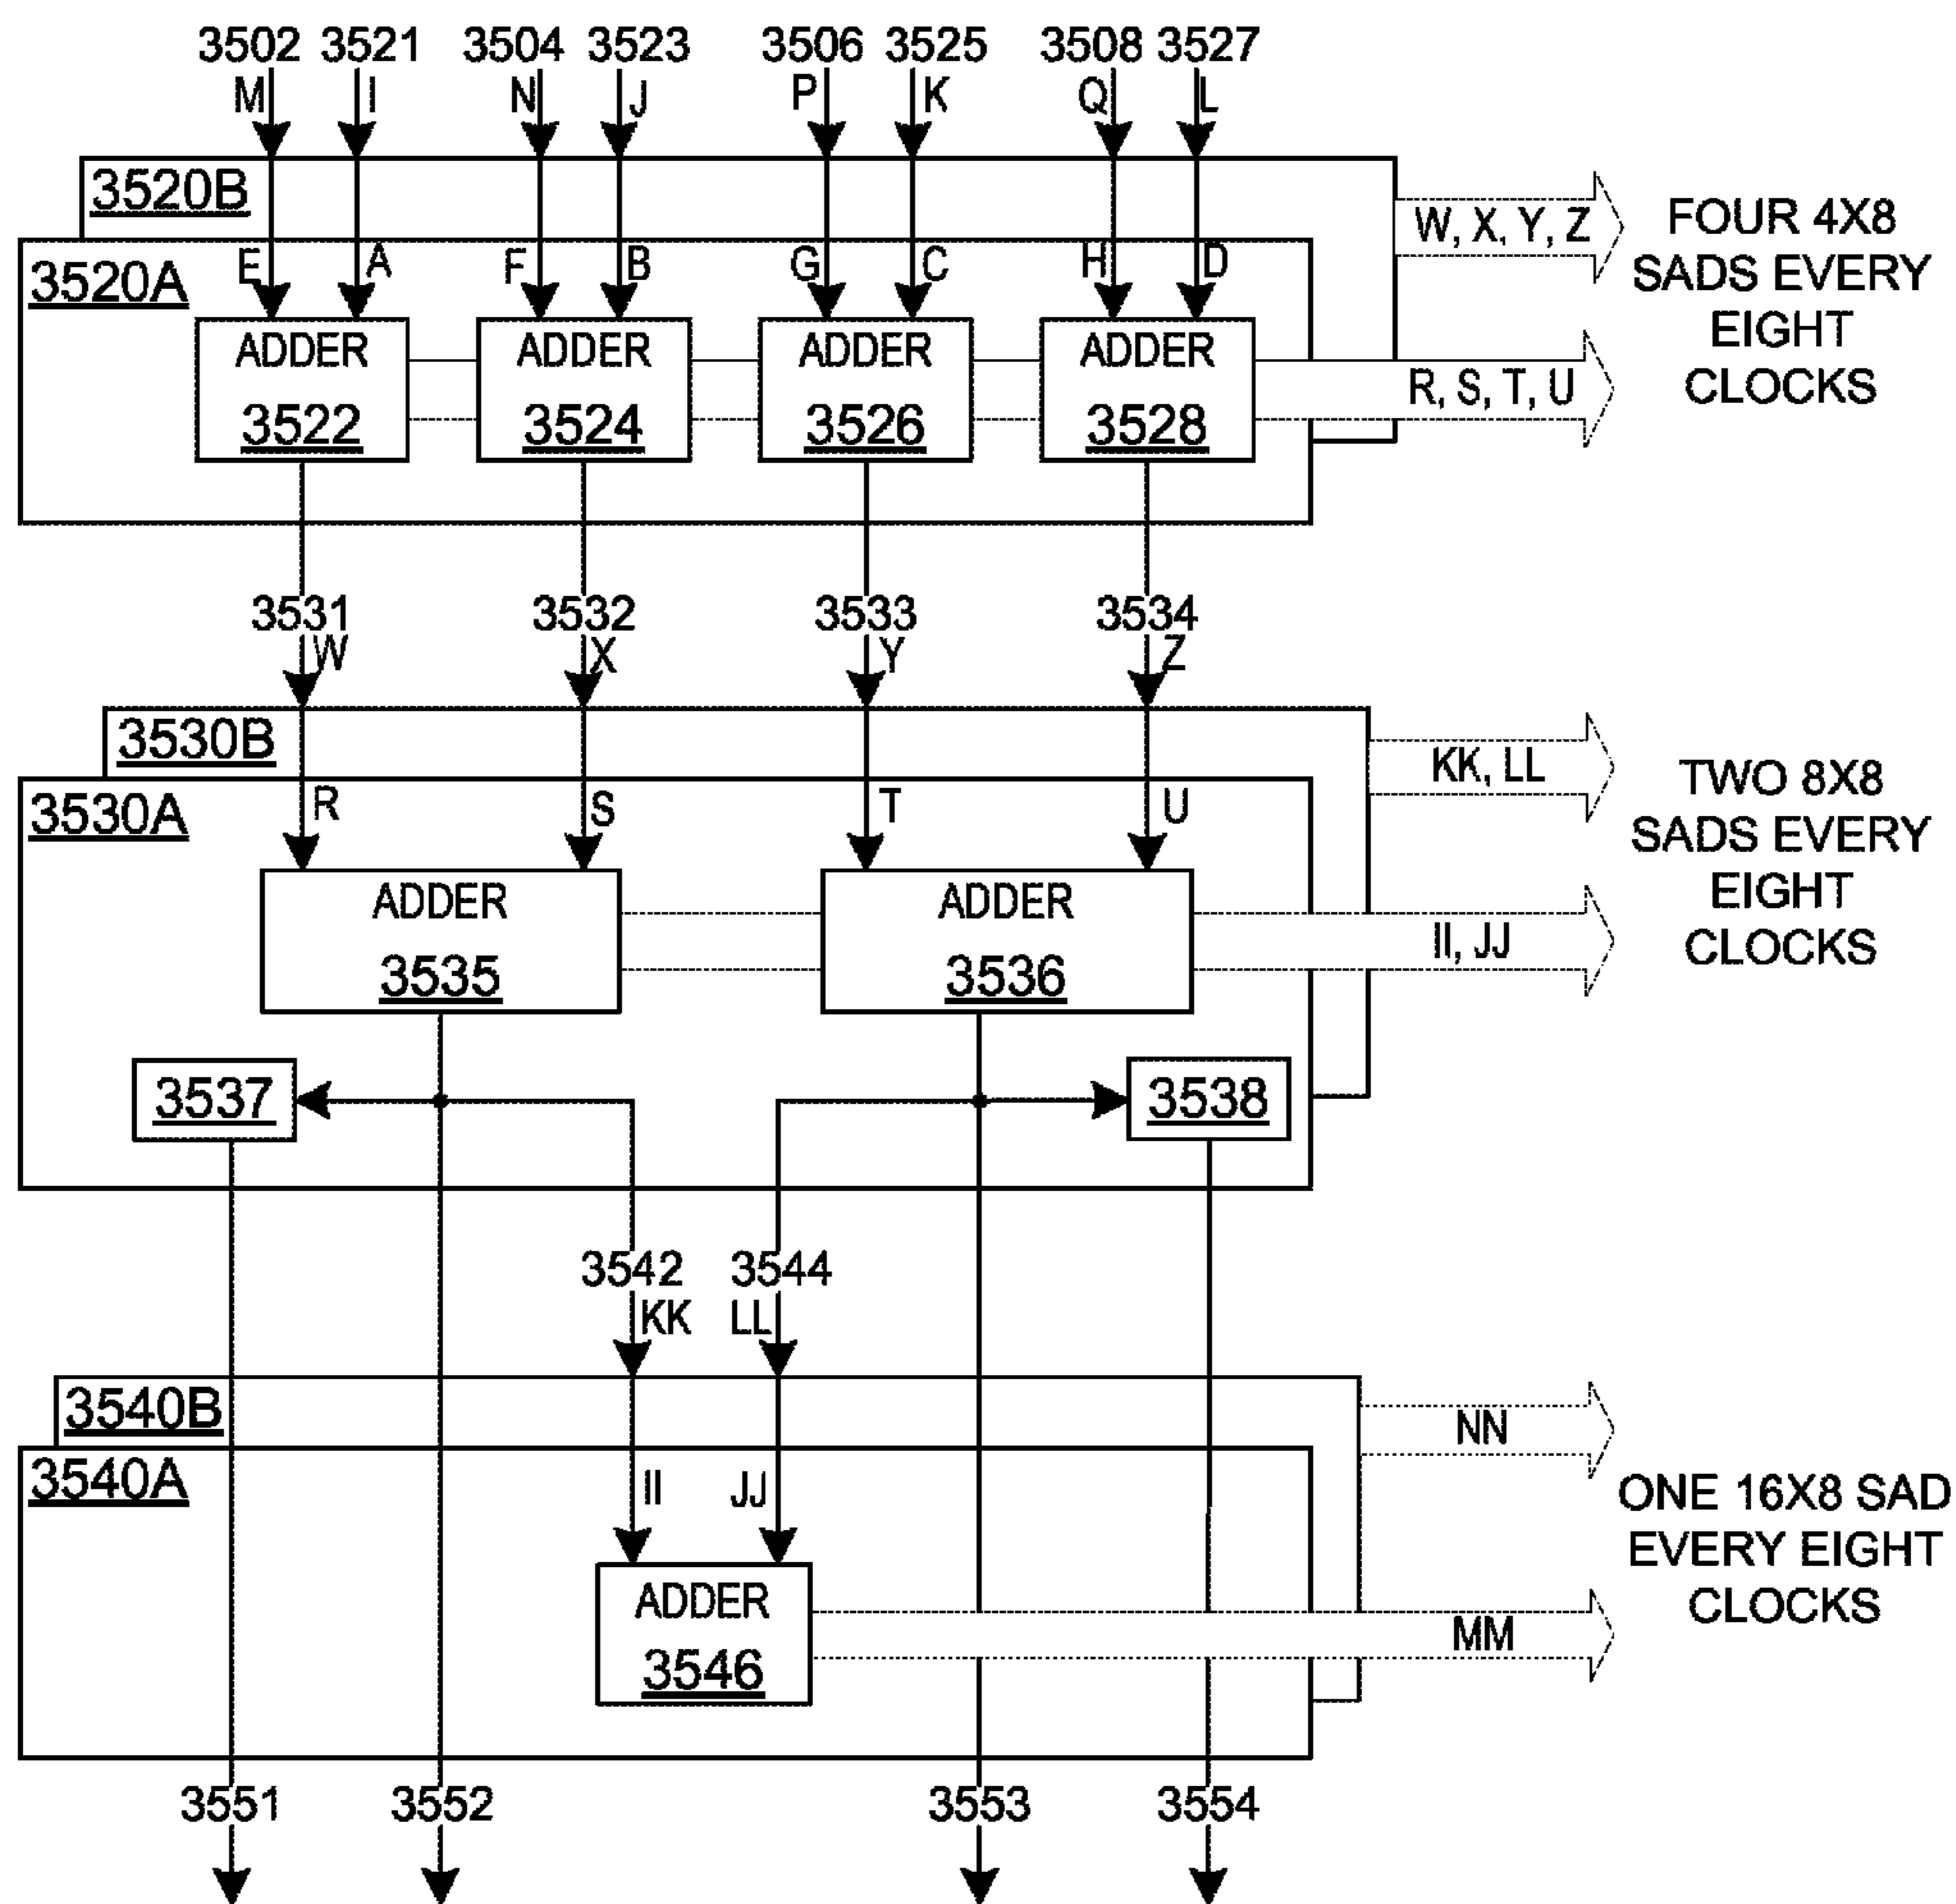 3502 3521 3504 3523 3506 3525 3508 3527
M I N J P K Q L
3520B
W, X, Y, Z
FOUR 4X8
SADS EVERY
EIGHT
CLOCKS
3520A
E A F B G C H D
ADDER ADDER ADDER ADDER
3522 3524 3526 3528
R, S, T, U
3531 3532 3533 3534
W X Y Z
3530B
KK, LL
TWO 8X8
SADS EVERY
EIGHT
CLOCKS
3530A
R S T U
ADDER ADDER
3535 3536
II, JJ
3537 3538
3542 3544
KK LL
3540B
NN
3540A
II JJ
ONE 16X8 SAD
EVERY EIGHT
CLOCKS
ADDER
3546
MM
3551 3552 3553 3554